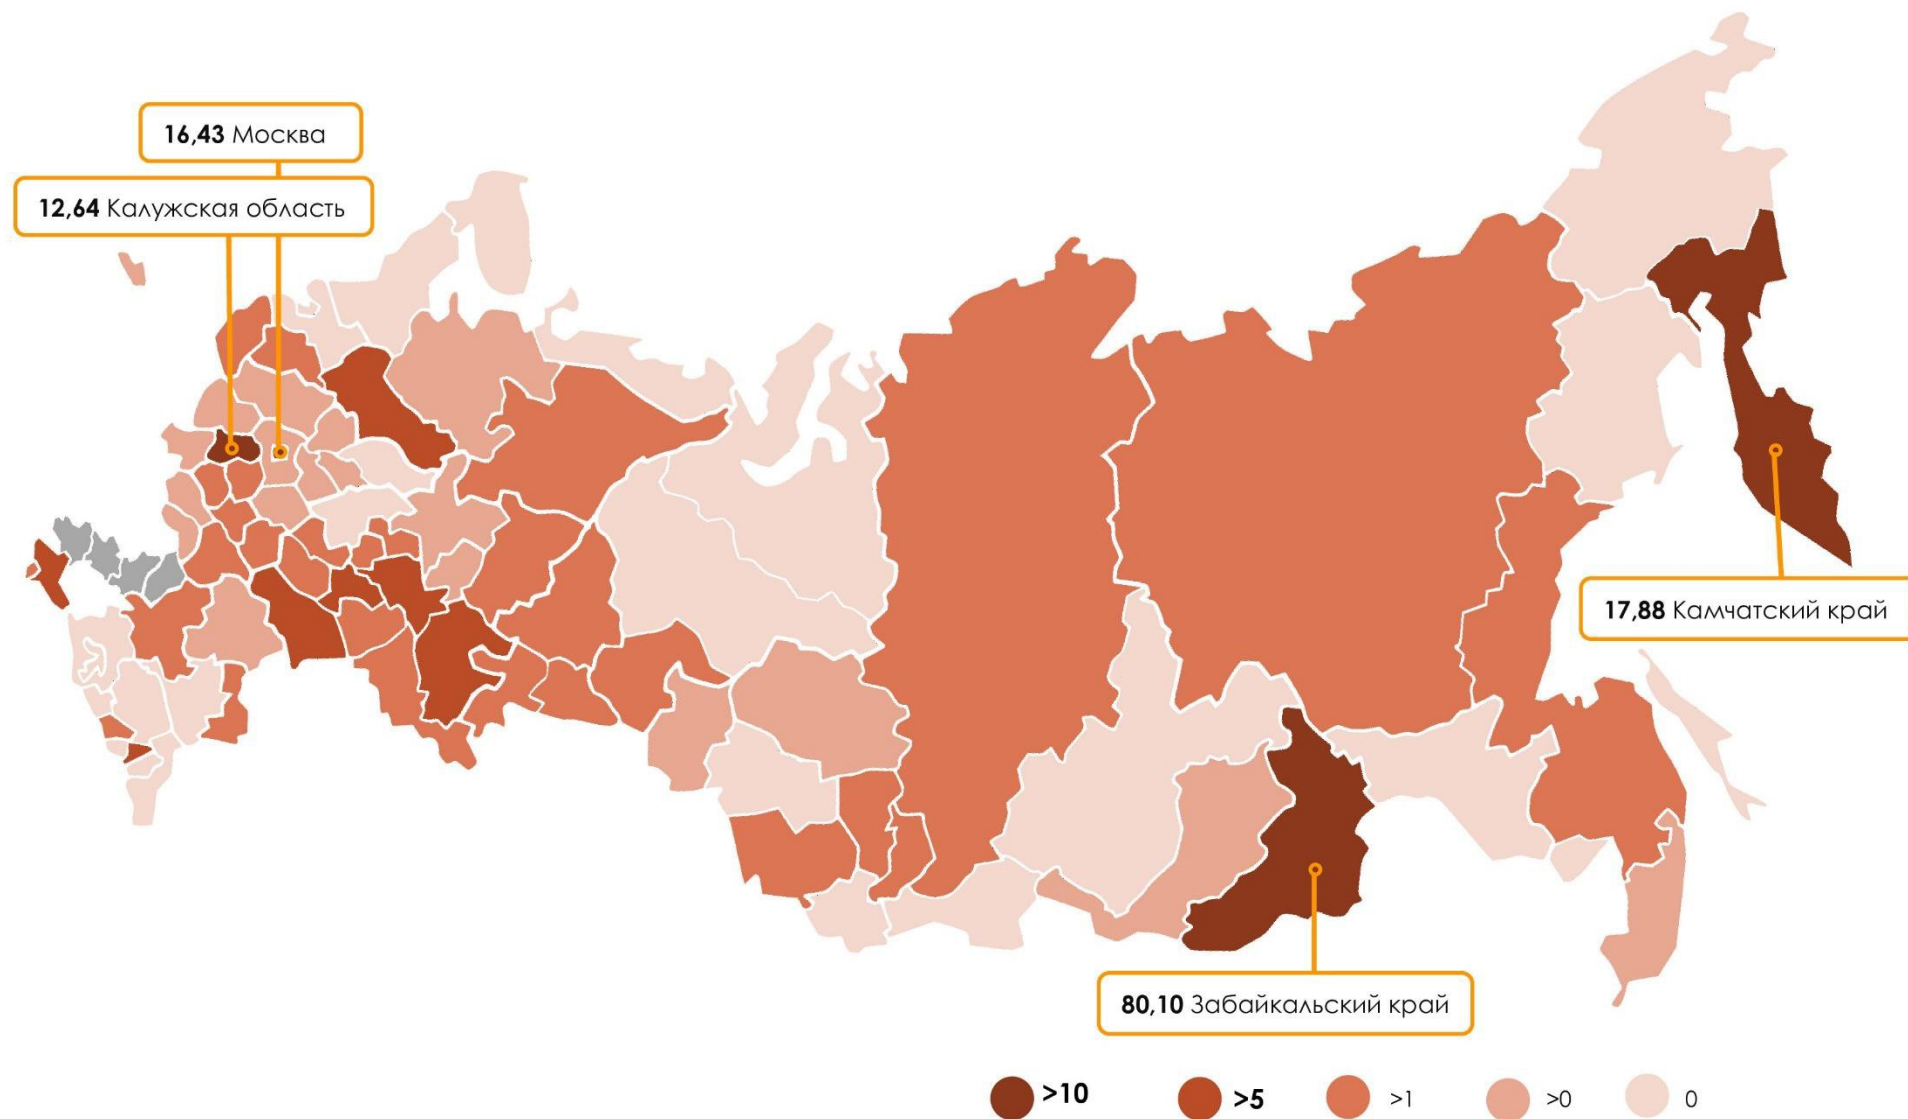 16,43 Москва
12,64 Калужская область
17,88 Камчатский край
80,10 Забайкальский край
>10
>5
>1
>0
0